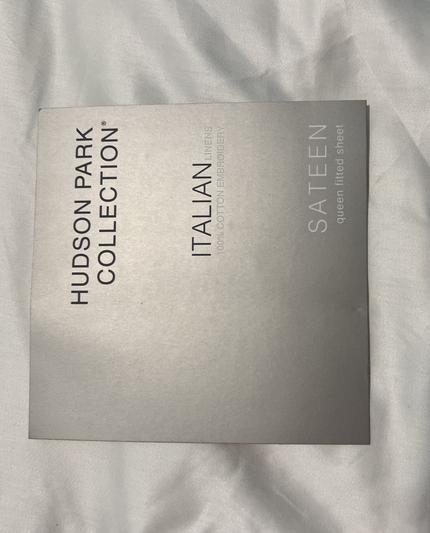 HUDSON PARK
COLLECTION®
ITALIAN LINENS
100% COTTON EMBROIDERY
SATEEN
queen fitted sheet